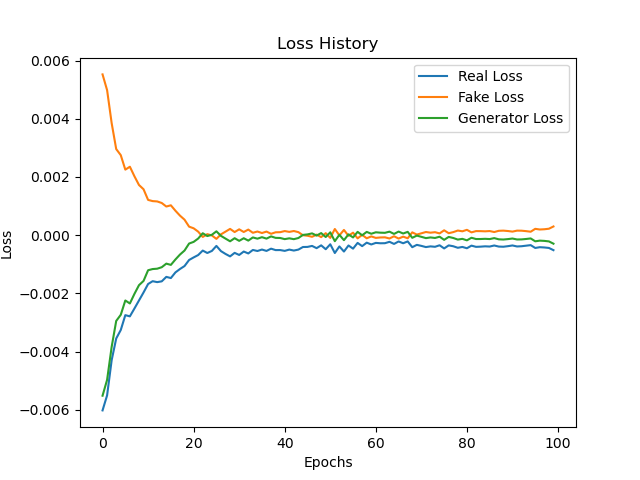 Loss History
Real Loss
Fake Loss
Generator Loss
0.006
0.004
0.002
0.000
−0.002
−0.004
−0.006
Loss
0 20 40 60 80 100
Epochs